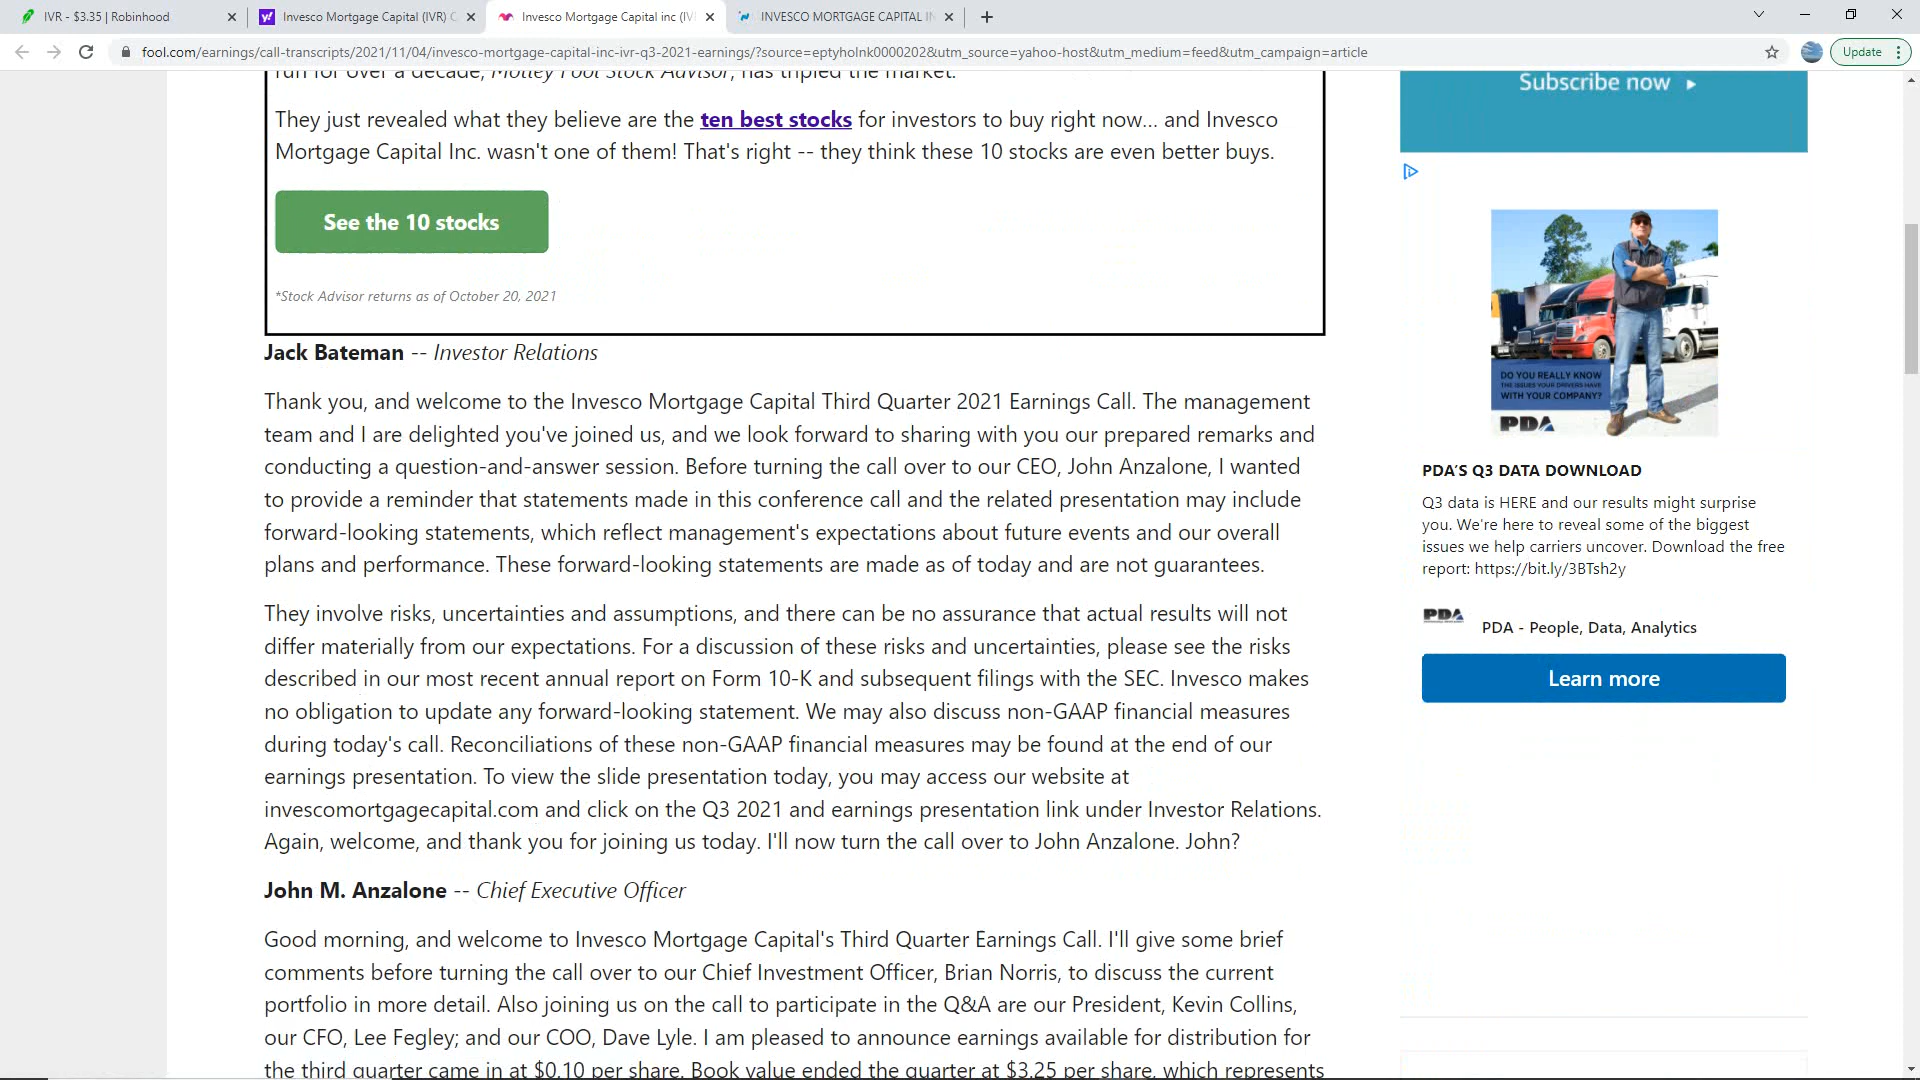 IVR - $3.35 | Robinhood
Invesco Mortgage Capital (IVR) C
Invesco Mortgage Capital inc (IV
INVESCO MORTGAGE CAPITAL IN
fool.com/earnings/call-transcripts/2021/11/04/invesco-mortgage-capital-inc-ivr-q3-2021-earnings/?source=eptyholnk0000202&utm_source=yahoo-host&utm_medium=feed&utm_campaign=article
Update
run for over a decade, Motley Fool Stock Advisor, has tripled the market.*
They just revealed what they believe are the ten best stocks for investors to buy right now... and Invesco
Mortgage Capital Inc. wasn't one of them! That's right -- they think these 10 stocks are even better buys.
See the 10 stocks
*Stock Advisor returns as of October 20, 2021
Jack Bateman -- Investor Relations
Thank you, and welcome to the Invesco Mortgage Capital Third Quarter 2021 Earnings Call. The management
team and I are delighted you've joined us, and we look forward to sharing with you our prepared remarks and
conducting a question-and-answer session. Before turning the call over to our CEO, John Anzalone, I wanted
to provide a reminder that statements made in this conference call and the related presentation may include
forward-looking statements, which reflect management's expectations about future events and our overall
plans and performance. These forward-looking statements are made as of today and are not guarantees.
They involve risks, uncertainties and assumptions, and there can be no assurance that actual results will not
differ materially from our expectations. For a discussion of these risks and uncertainties, please see the risks
described in our most recent annual report on Form 10-K and subsequent filings with the SEC. Invesco makes
no obligation to update any forward-looking statement. We may also discuss non-GAAP financial measures
during today's call. Reconciliations of these non-GAAP financial measures may be found at the end of our
earnings presentation. To view the slide presentation today, you may access our website at
invescomortgagecapital.com and click on the Q3 2021 and earnings presentation link under Investor Relations.
Again, welcome, and thank you for joining us today. I'll now turn the call over to John Anzalone. John?
John M. Anzalone -- Chief Executive Officer
Good morning, and welcome to Invesco Mortgage Capital's Third Quarter Earnings Call. I'll give some brief
comments before turning the call over to our Chief Investment Officer, Brian Norris, to discuss the current
portfolio in more detail. Also joining us on the call to participate in the Q&A are our President, Kevin Collins,
our CFO, Lee Fegley; and our COO, Dave Lyle. I am pleased to announce earnings available for distribution for
the third quarter came in at $0.10 per share. Book value ended the quarter at $3.25 per share, which represents
Subscribe now
DO YOU REALLY KNOW
THE ISSUES YOUR DRIVERS HAVE
WITH YOUR COMPANY?
PDA
PDA'S Q3 DATA DOWNLOAD
Q3 data is HERE and our results might surprise
you. We're here to reveal some of the biggest
issues we help carriers uncover. Download the free
report: https://bit.ly/3BTsh2y
PDA
PDA - People, Data, Analytics
Learn more